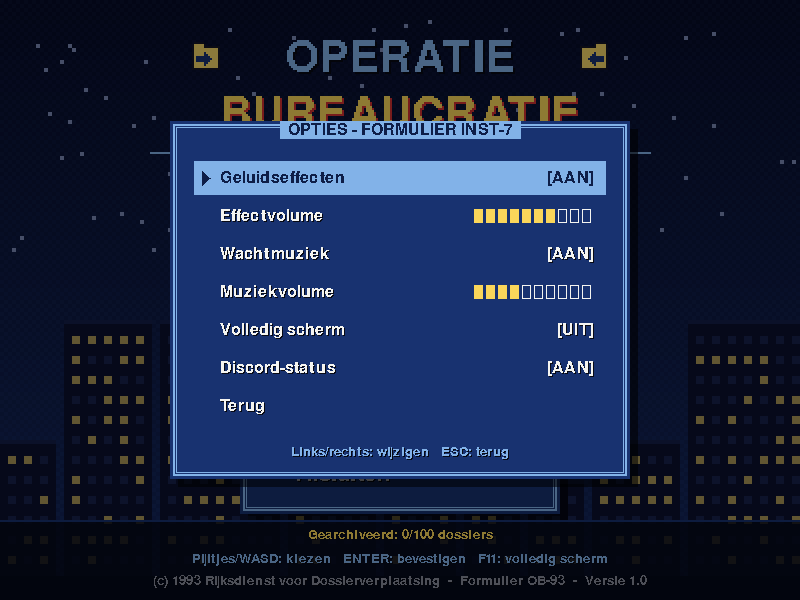 OPERATIE
BUREAUCRATIE
OPTIES - FORMULIER INST-7
Geluidseffecten [AAN]
Effectvolume
Wachtmuziek [AAN]
Muziekvolume
Volledig scherm [UIT]
Discord-status [AAN]
Terug
Links/rechts: wijzigen ESC: terug
Gearchiveerd: 0/100 dossiers
Pijltjes/WASD: kiezen ENTER: bevestigen F11: volledig scherm
(c) 1993 Rijksdienst voor Dossierverplaatsing - Formulier OB-93 - Versie 1.0